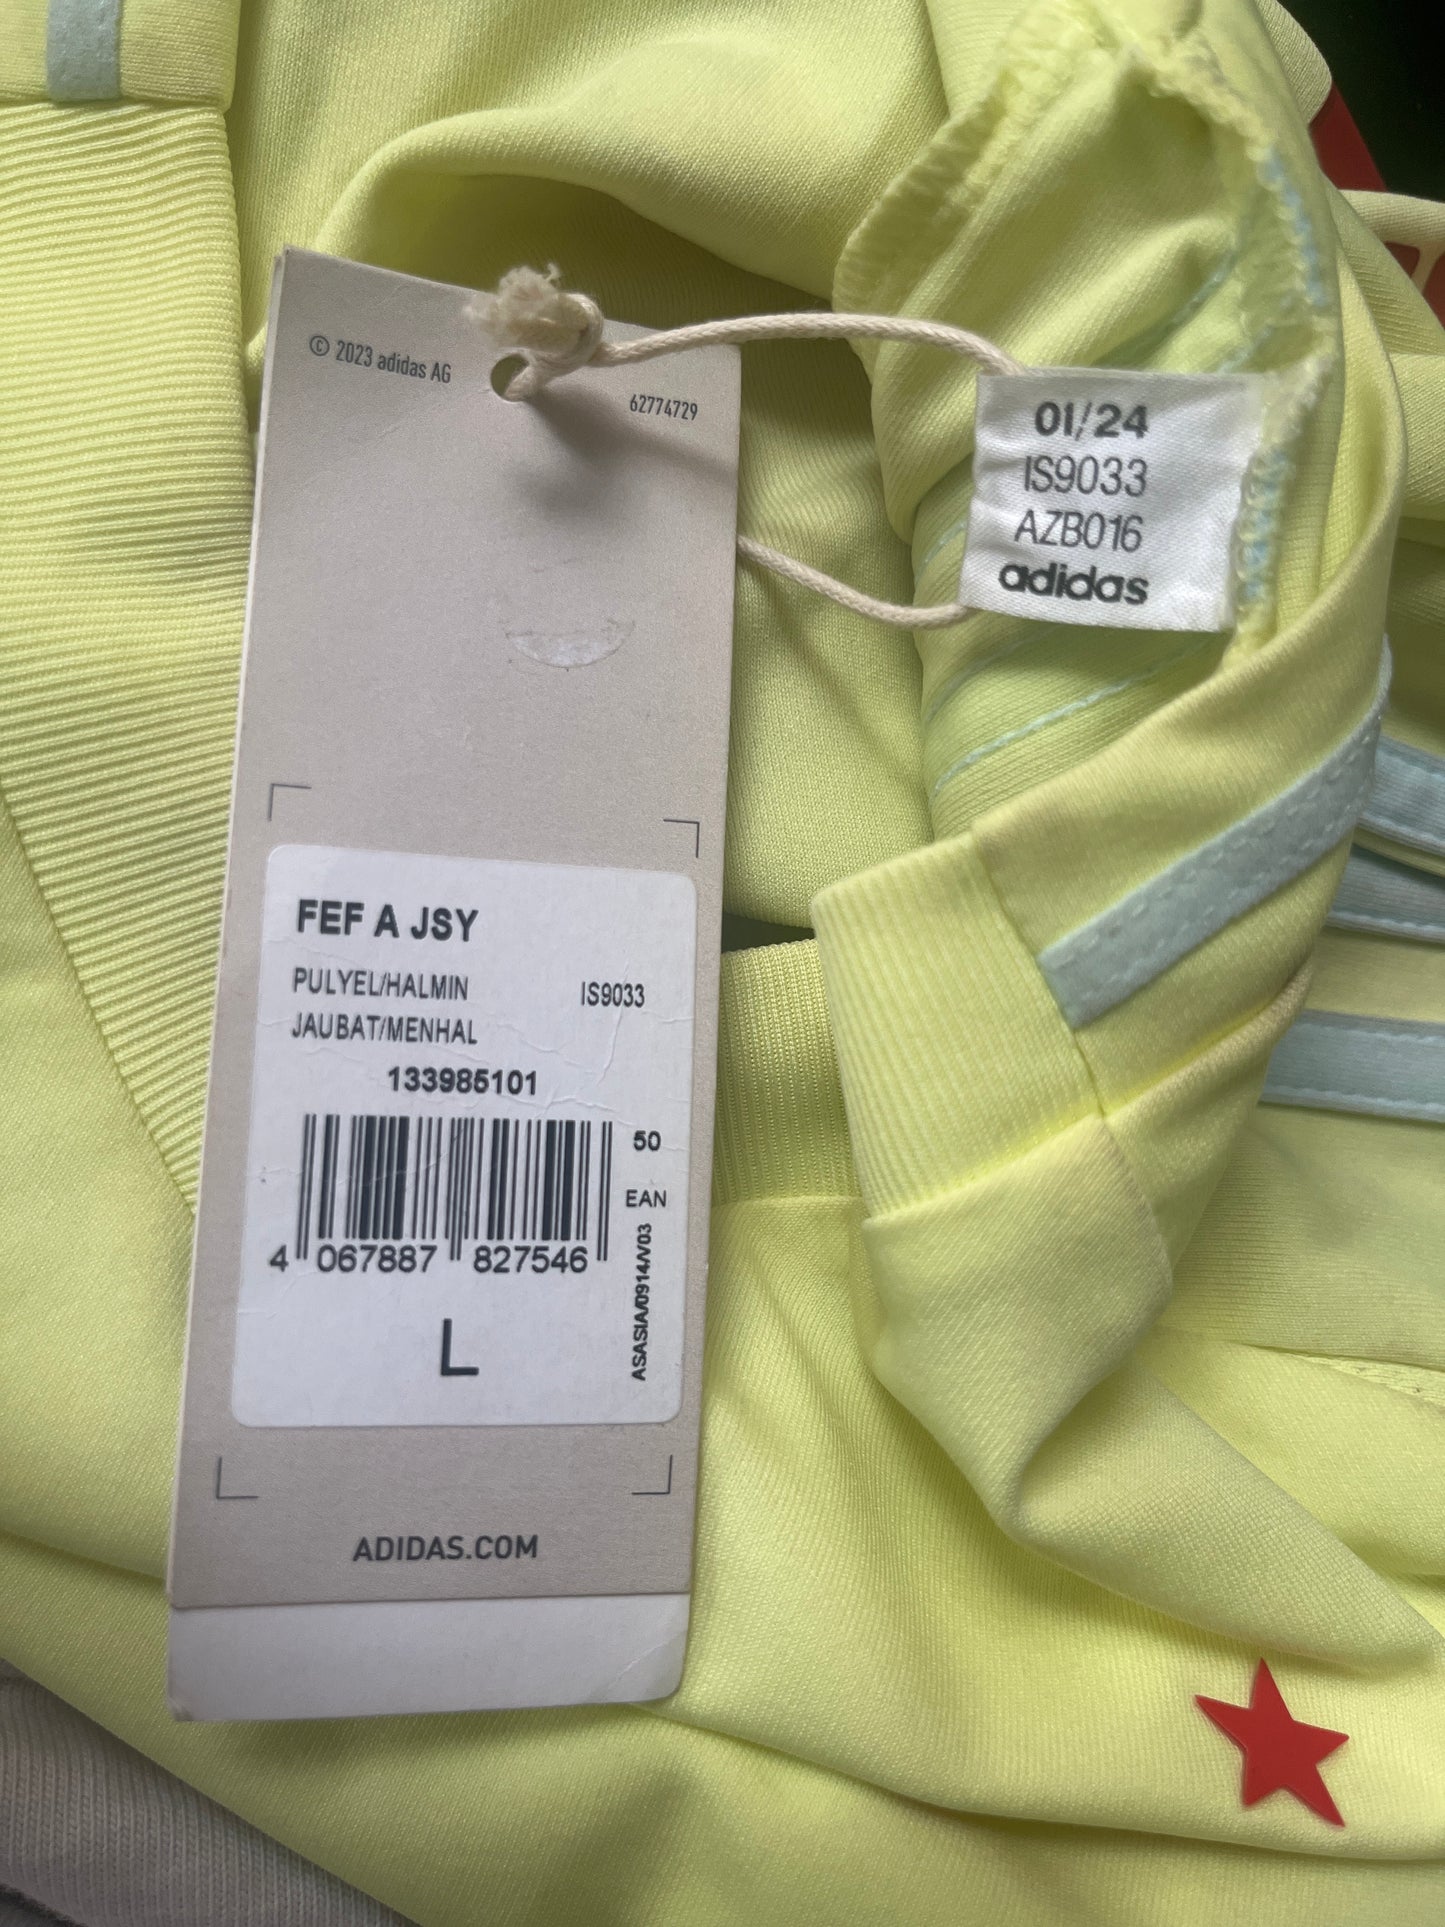 © 2023 adidas AG
62774729
01/24
IS9033
AZB016
adidas
FEF A JSY
PULYEL/HALMIN IS9033
JAUBAT/MENHAL
133985101
50
EAN
4 067887 827546
ASASIA/0914/V03
L
ADIDAS.COM